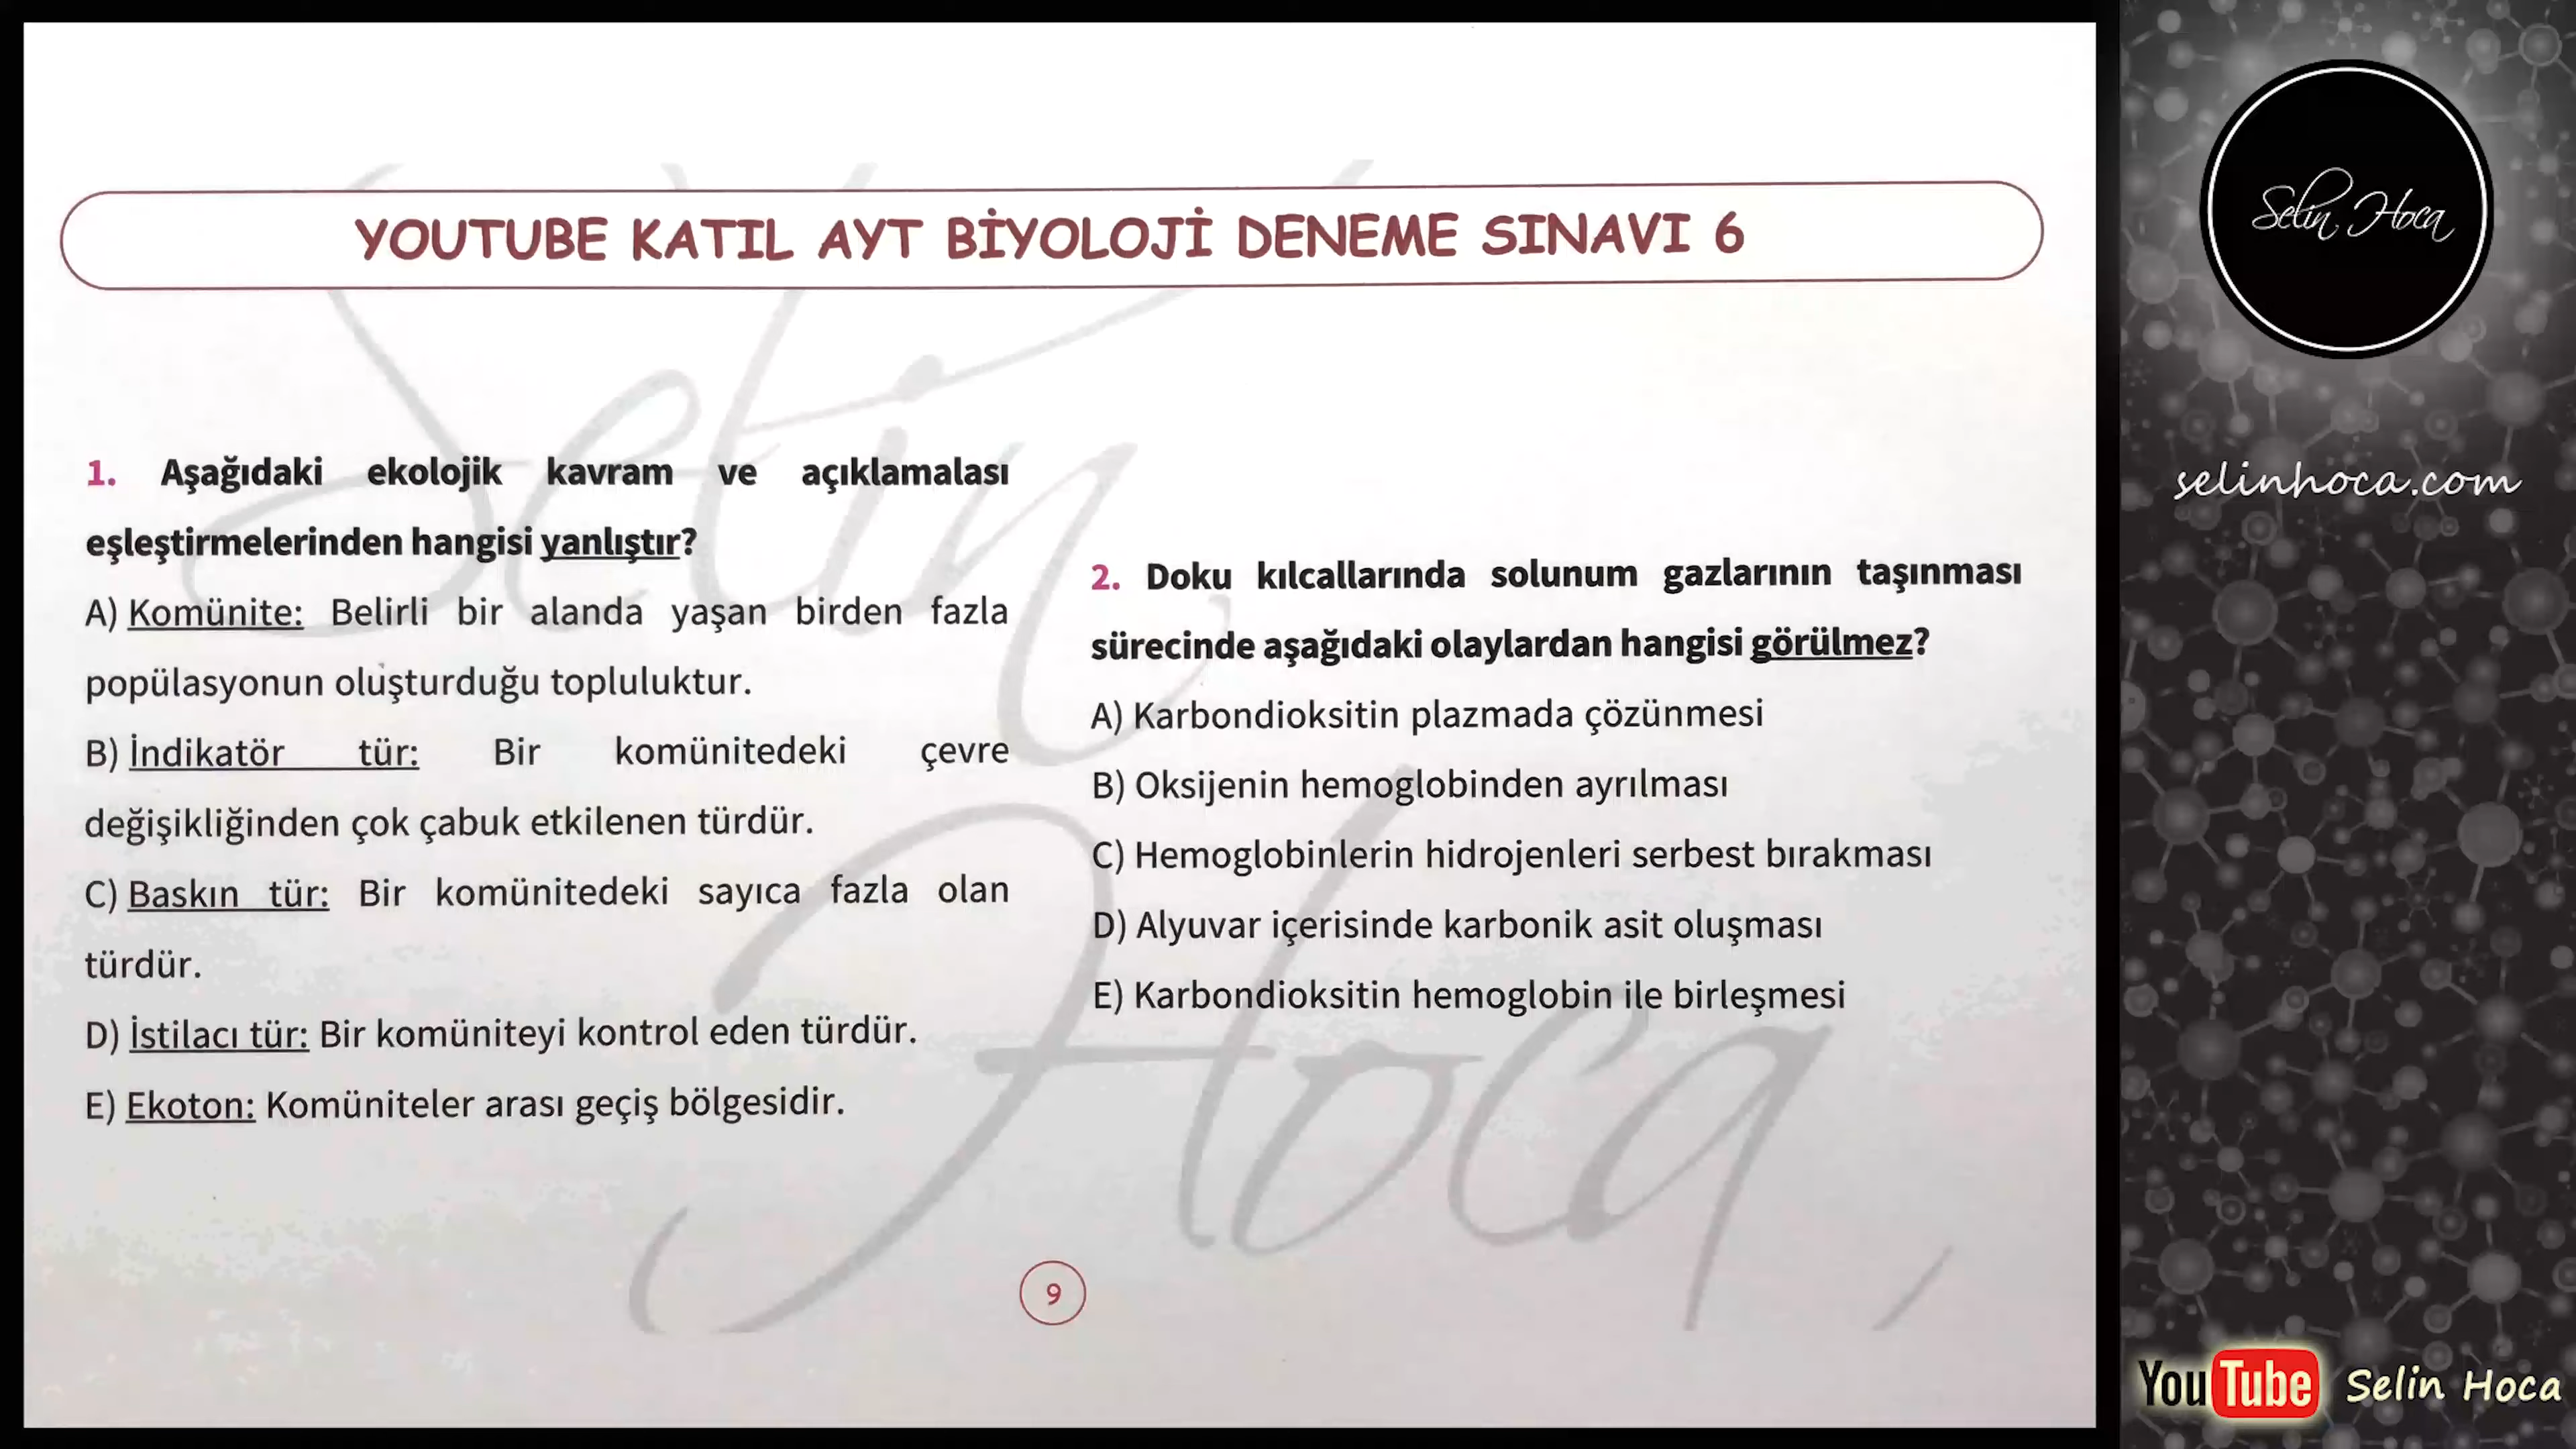 YOUTUBE KATIL AYT BİYOLOJİ DENEME SINAVI 6
1. Aşağıdaki ekolojik kavram ve açıklamalası
eşleştirmelerinden hangisi yanlıştır?
A) Komünite: Belirli bir alanda yaşan birden fazla
popülasyonun oluşturduğu topluluktur.
B) İndikatör tür: Bir komünitedeki çevre
değişikliğinden çok çabuk etkilenen türdür.
C) Baskın tür: Bir komünitedeki sayıca fazla olan
türdür.
D) İstilacı tür: Bir komüniteyi kontrol eden türdür.
E) Ekoton: Komüniteler arası geçiş bölgesidir.
2. Doku kılcallarında solunum gazlarının taşınması
sürecinde aşağıdaki olaylardan hangisi görülmez?
A) Karbondioksitin plazmada çözünmesi
B) Oksijenin hemoglobinden ayrılması
C) Hemoglobinlerin hidrojenleri serbest bırakması
D) Alyuvar içerisinde karbonik asit oluşması
E) Karbondioksitin hemoglobin ile birleşmesi
9
Selin Hoca
Selin Hoca
selinhoca.com
YouTube Selin Hoca